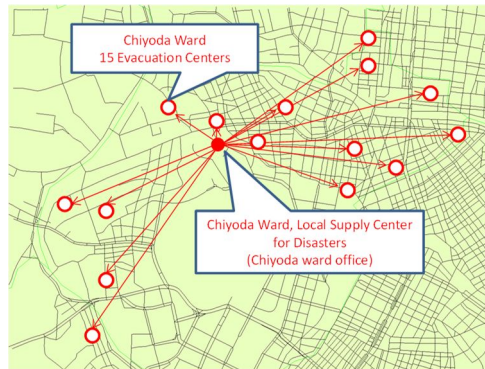 Chiyoda Ward
15 Evacuation Centers
Chiyoda Ward, Local Supply Center
for Disasters
(Chiyoda ward office)